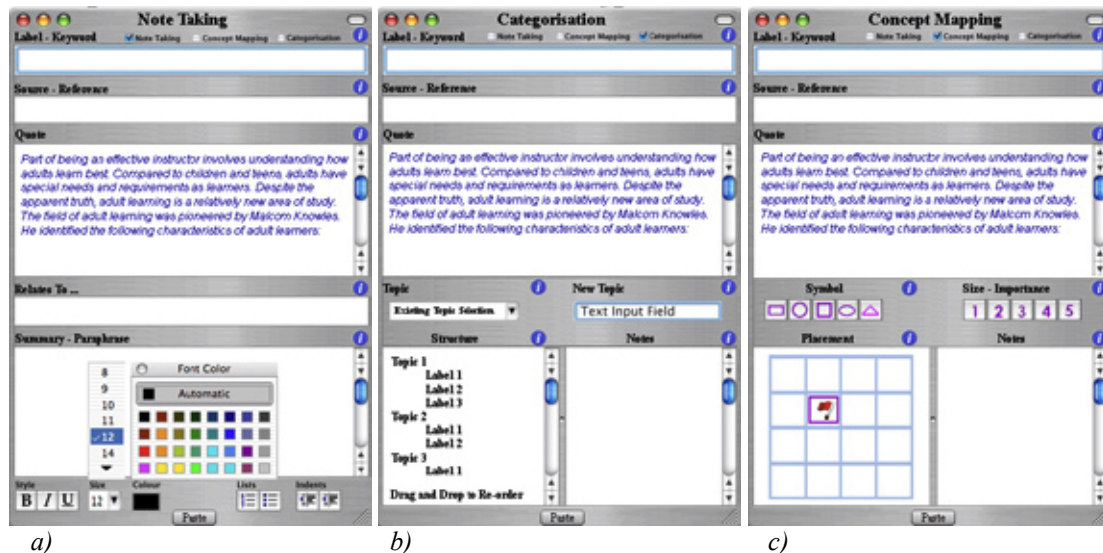 Note Taking
Label - Keyword Note Taking Concept Mapping Categorisation
Source - Reference
Quote
Part of being an effective instructor involves understanding how
adults learn best. Compared to children and teens, adults have
special needs and requirements as learners. Despite the
apparent truth, adult learning is a relatively new area of study.
The field of adult learning was pioneered by Malcom Knowles.
He identified the following characteristics of adult learners:
Relates To ...
Summary - Paraphrase
8
9
10
11
12
14
Font Color
Automatic
Style Size Colour Lists Indents
B I U 12
Paste
a)
Categorisation
Label - Keyword Note Taking Concept Mapping Categorisation
Source - Reference
Quote
Part of being an effective instructor involves understanding how
adults learn best. Compared to children and teens, adults have
special needs and requirements as learners. Despite the
apparent truth, adult learning is a relatively new area of study.
The field of adult learning was pioneered by Malcom Knowles.
He identified the following characteristics of adult learners:
Topic New Topic
Existing Topic Selection Text Input Field
Structure Notes
Topic 1
Label 1
Label 2
Label 3
Topic 2
Label 1
Label 2
Topic 3
Label 1
Drag and Drop to Re-order
Paste
b)
Concept Mapping
Label - Keyword Note Taking Concept Mapping Categorisation
Source - Reference
Quote
Part of being an effective instructor involves understanding how
adults learn best. Compared to children and teens, adults have
special needs and requirements as learners. Despite the
apparent truth, adult learning is a relatively new area of study.
The field of adult learning was pioneered by Malcom Knowles.
He identified the following characteristics of adult learners:
Symbol Size - Importance
1 2 3 4 5
Placement Notes
Paste
c)